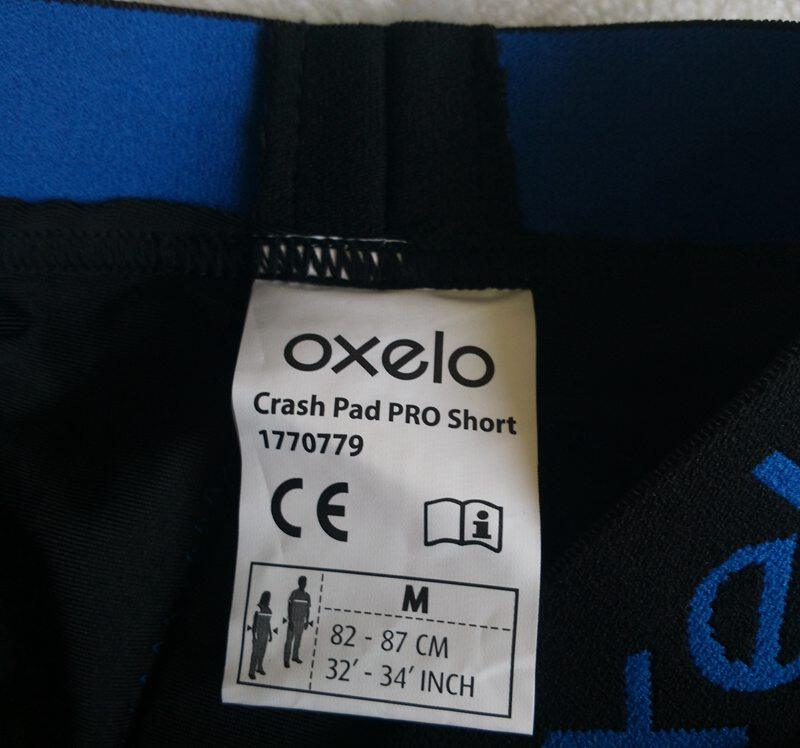 oxelo
Crash Pad PRO Short
1770779
CE
i
M
82 - 87 CM
32′ - 34′ INCH